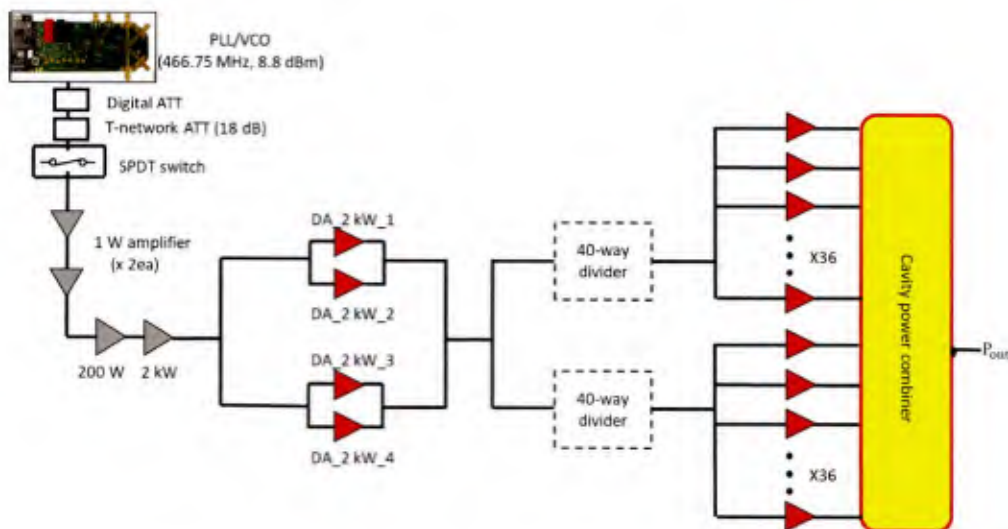 PLL/VCO
(466.75 MHz, 8.8 dBm)
Digital ATT
T-network ATT (18 dB)
SPDT switch
1 W amplifier
(x 2ea)
200 W
2 kW
DA_2 kW_1
DA_2 kW_2
DA_2 kW_3
DA_2 kW_4
40-way
divider
40-way
divider
X36
X36
Cavity power combiner
Pout